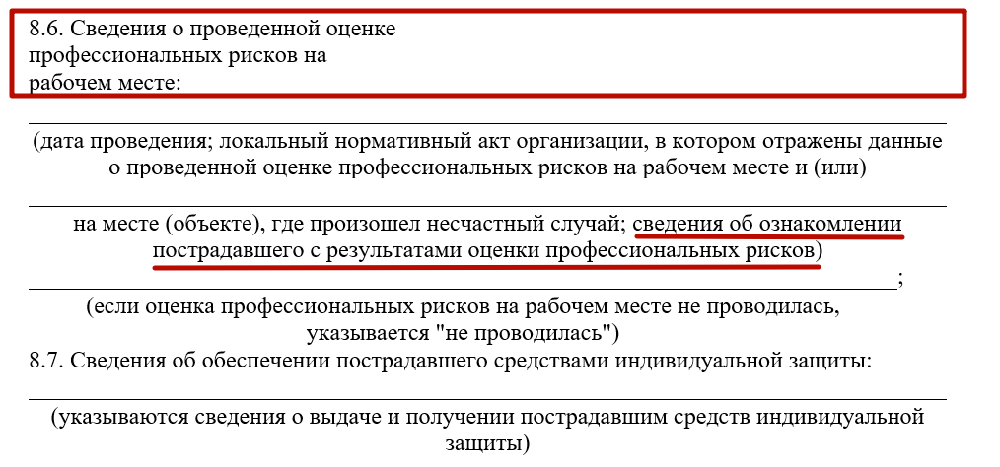 8.6. Сведения о проведенной оценке
профессиональных рисков на
рабочем месте:
(дата проведения; локальный нормативный акт организации, в котором отражены данные
о проведенной оценке профессиональных рисков на рабочем месте и (или)
на месте (объекте), где произошел несчастный случай; сведения об ознакомлении
пострадавшего с результатами оценки профессиональных рисков)
;
(если оценка профессиональных рисков на рабочем месте не проводилась,
указывается "не проводилась")
8.7. Сведения об обеспечении пострадавшего средствами индивидуальной защиты:
(указываются сведения о выдаче и получении пострадавшим средств индивидуальной
защиты)